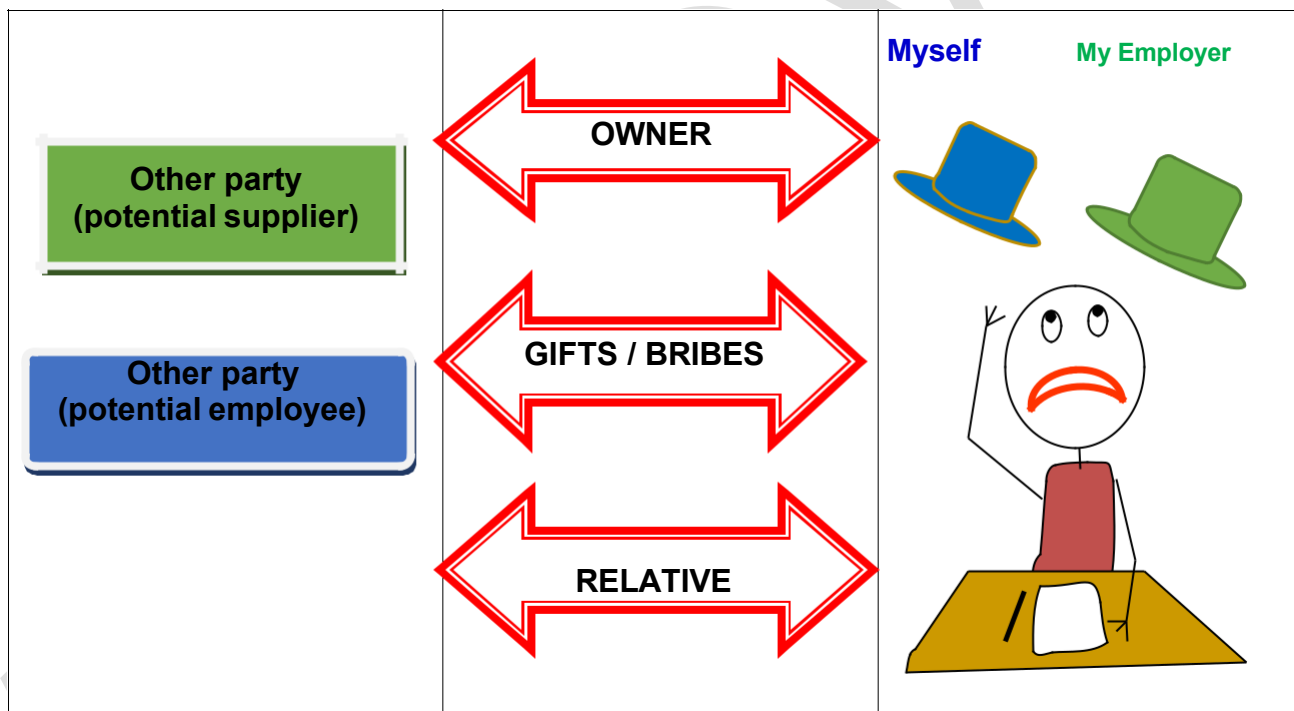 Other party
(potential supplier)
Other party
(potential employee)
OWNER
GIFTS / BRIBES
RELATIVE
Myself
My Employer